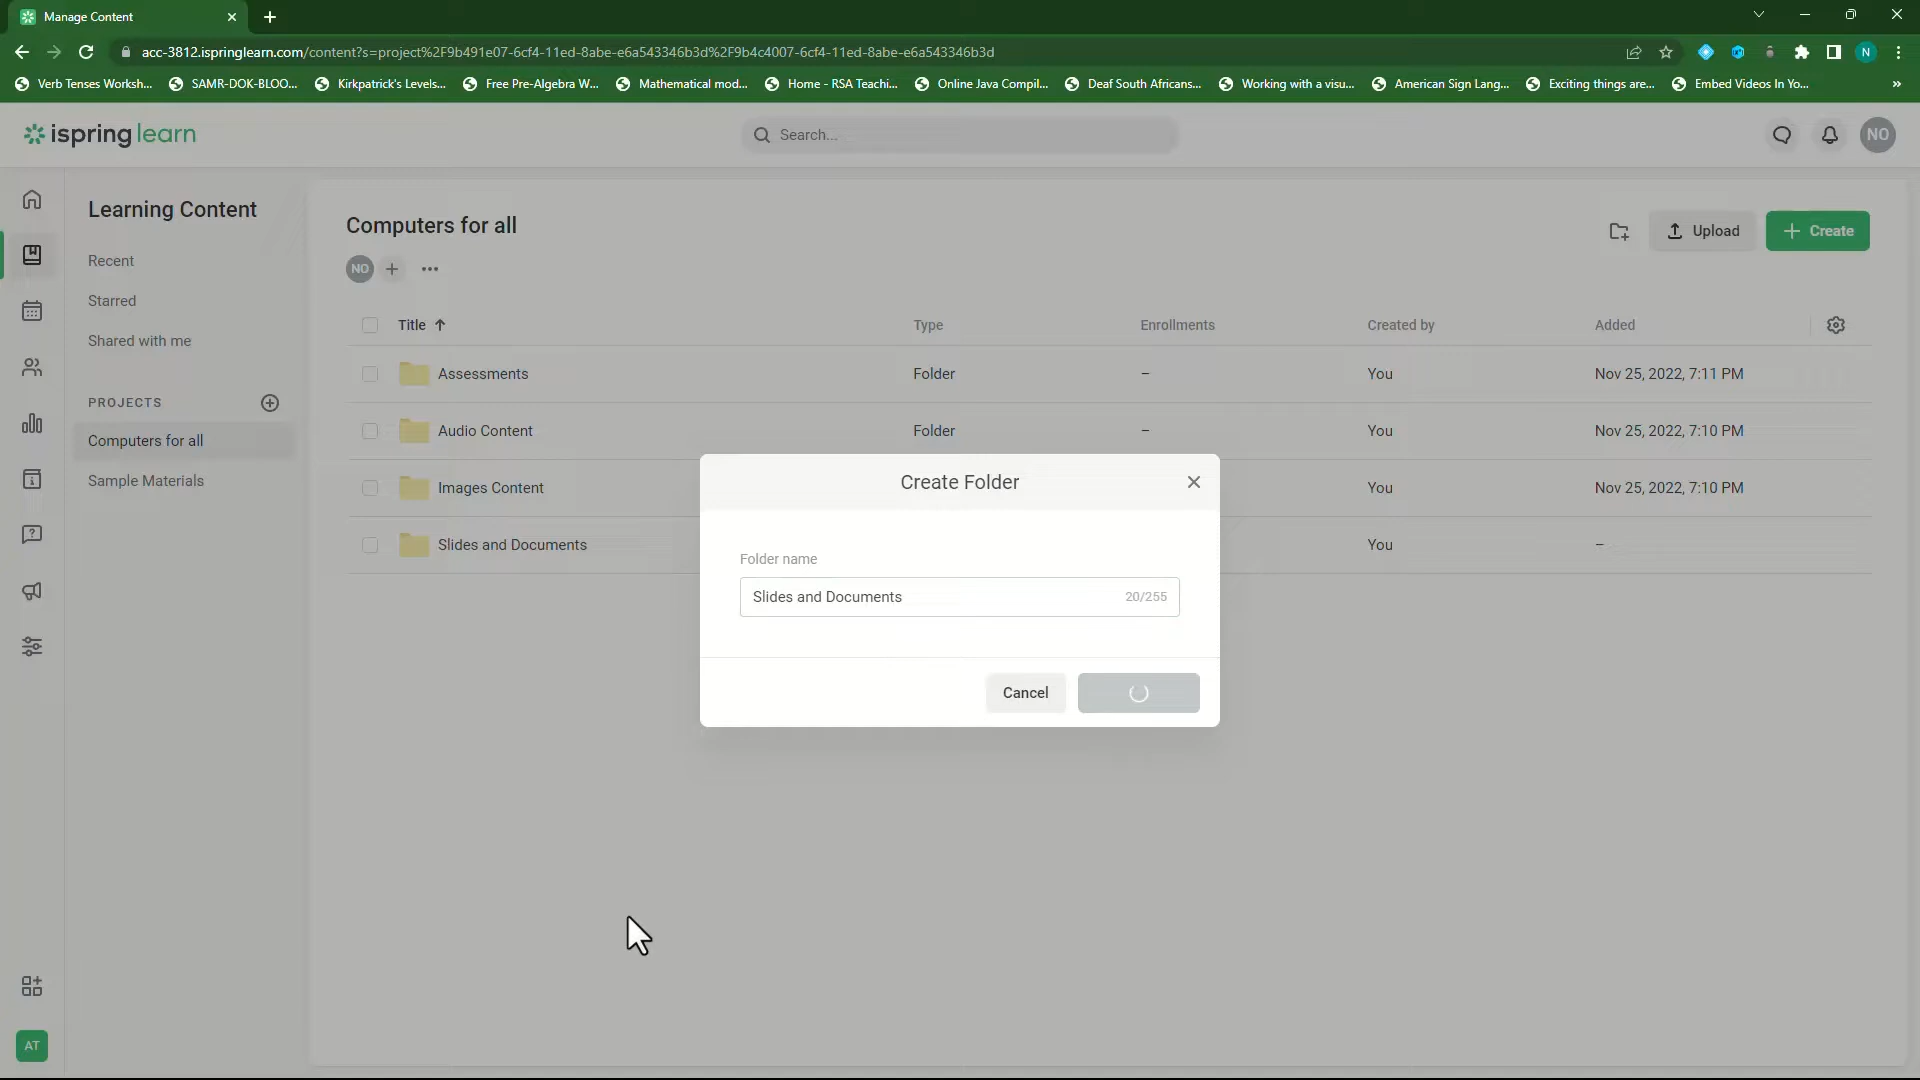 Manage Content
acc-3812.ispringlearn.com/content?s=project%2F9b491e07-6cf4-11ed-8abe-e6a543346b3d%2F9b4c4007-6cf4-11ed-8abe-e6a543346b3d
N
Verb Tenses Worksh...
SAMR-DOK-BLOO...
Kirkpatrick's Levels...
Free Pre-Algebra W...
Mathematical mod...
Home - RSA Teachi...
Online Java Compil...
Deaf South Africans...
Working with a visu...
American Sign Lang...
Exciting things are...
Embed Videos In Yo...
»
ispring learn
Search...
NO
Learning Content
Recent
Starred
Shared with me
PROJECTS
Computers for all
Sample Materials
AT
Computers for all
NO
Upload
Create
Title Type Enrollments Created by Added
Assessments Folder – You Nov 25, 2022, 7:11 PM
Audio Content Folder – You Nov 25, 2022, 7:10 PM
Images Content You Nov 25, 2022, 7:10 PM
Slides and Documents You –
Create Folder
Folder name
Slides and Documents 20/255
Cancel